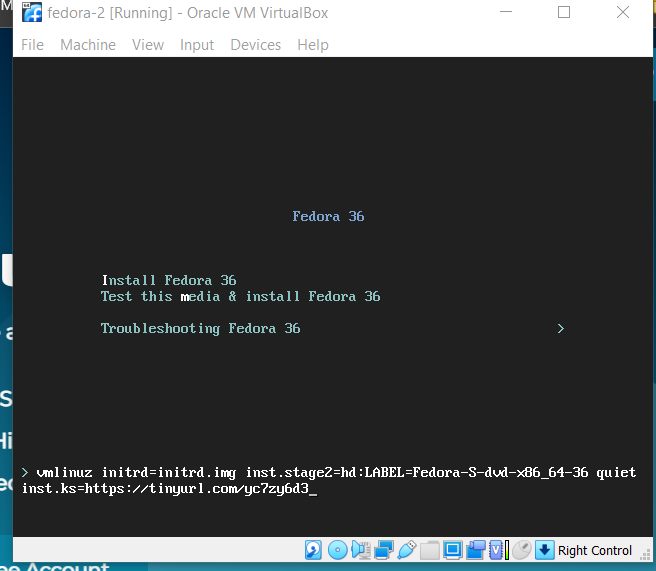 fedora-2 [Running] - Oracle VM VirtualBox
File Machine View Input Devices Help
Fedora 36
Install Fedora 36
Test this media & install Fedora 36
Troubleshooting Fedora 36 >
> vmlinuz initrd=initrd.img inst.stage2=hd:LABEL=Fedora-S-dvd-x86_64-36 quiet
inst.ks=https://tinyurl.com/yc7zy6d3_
Right Control
ee Account